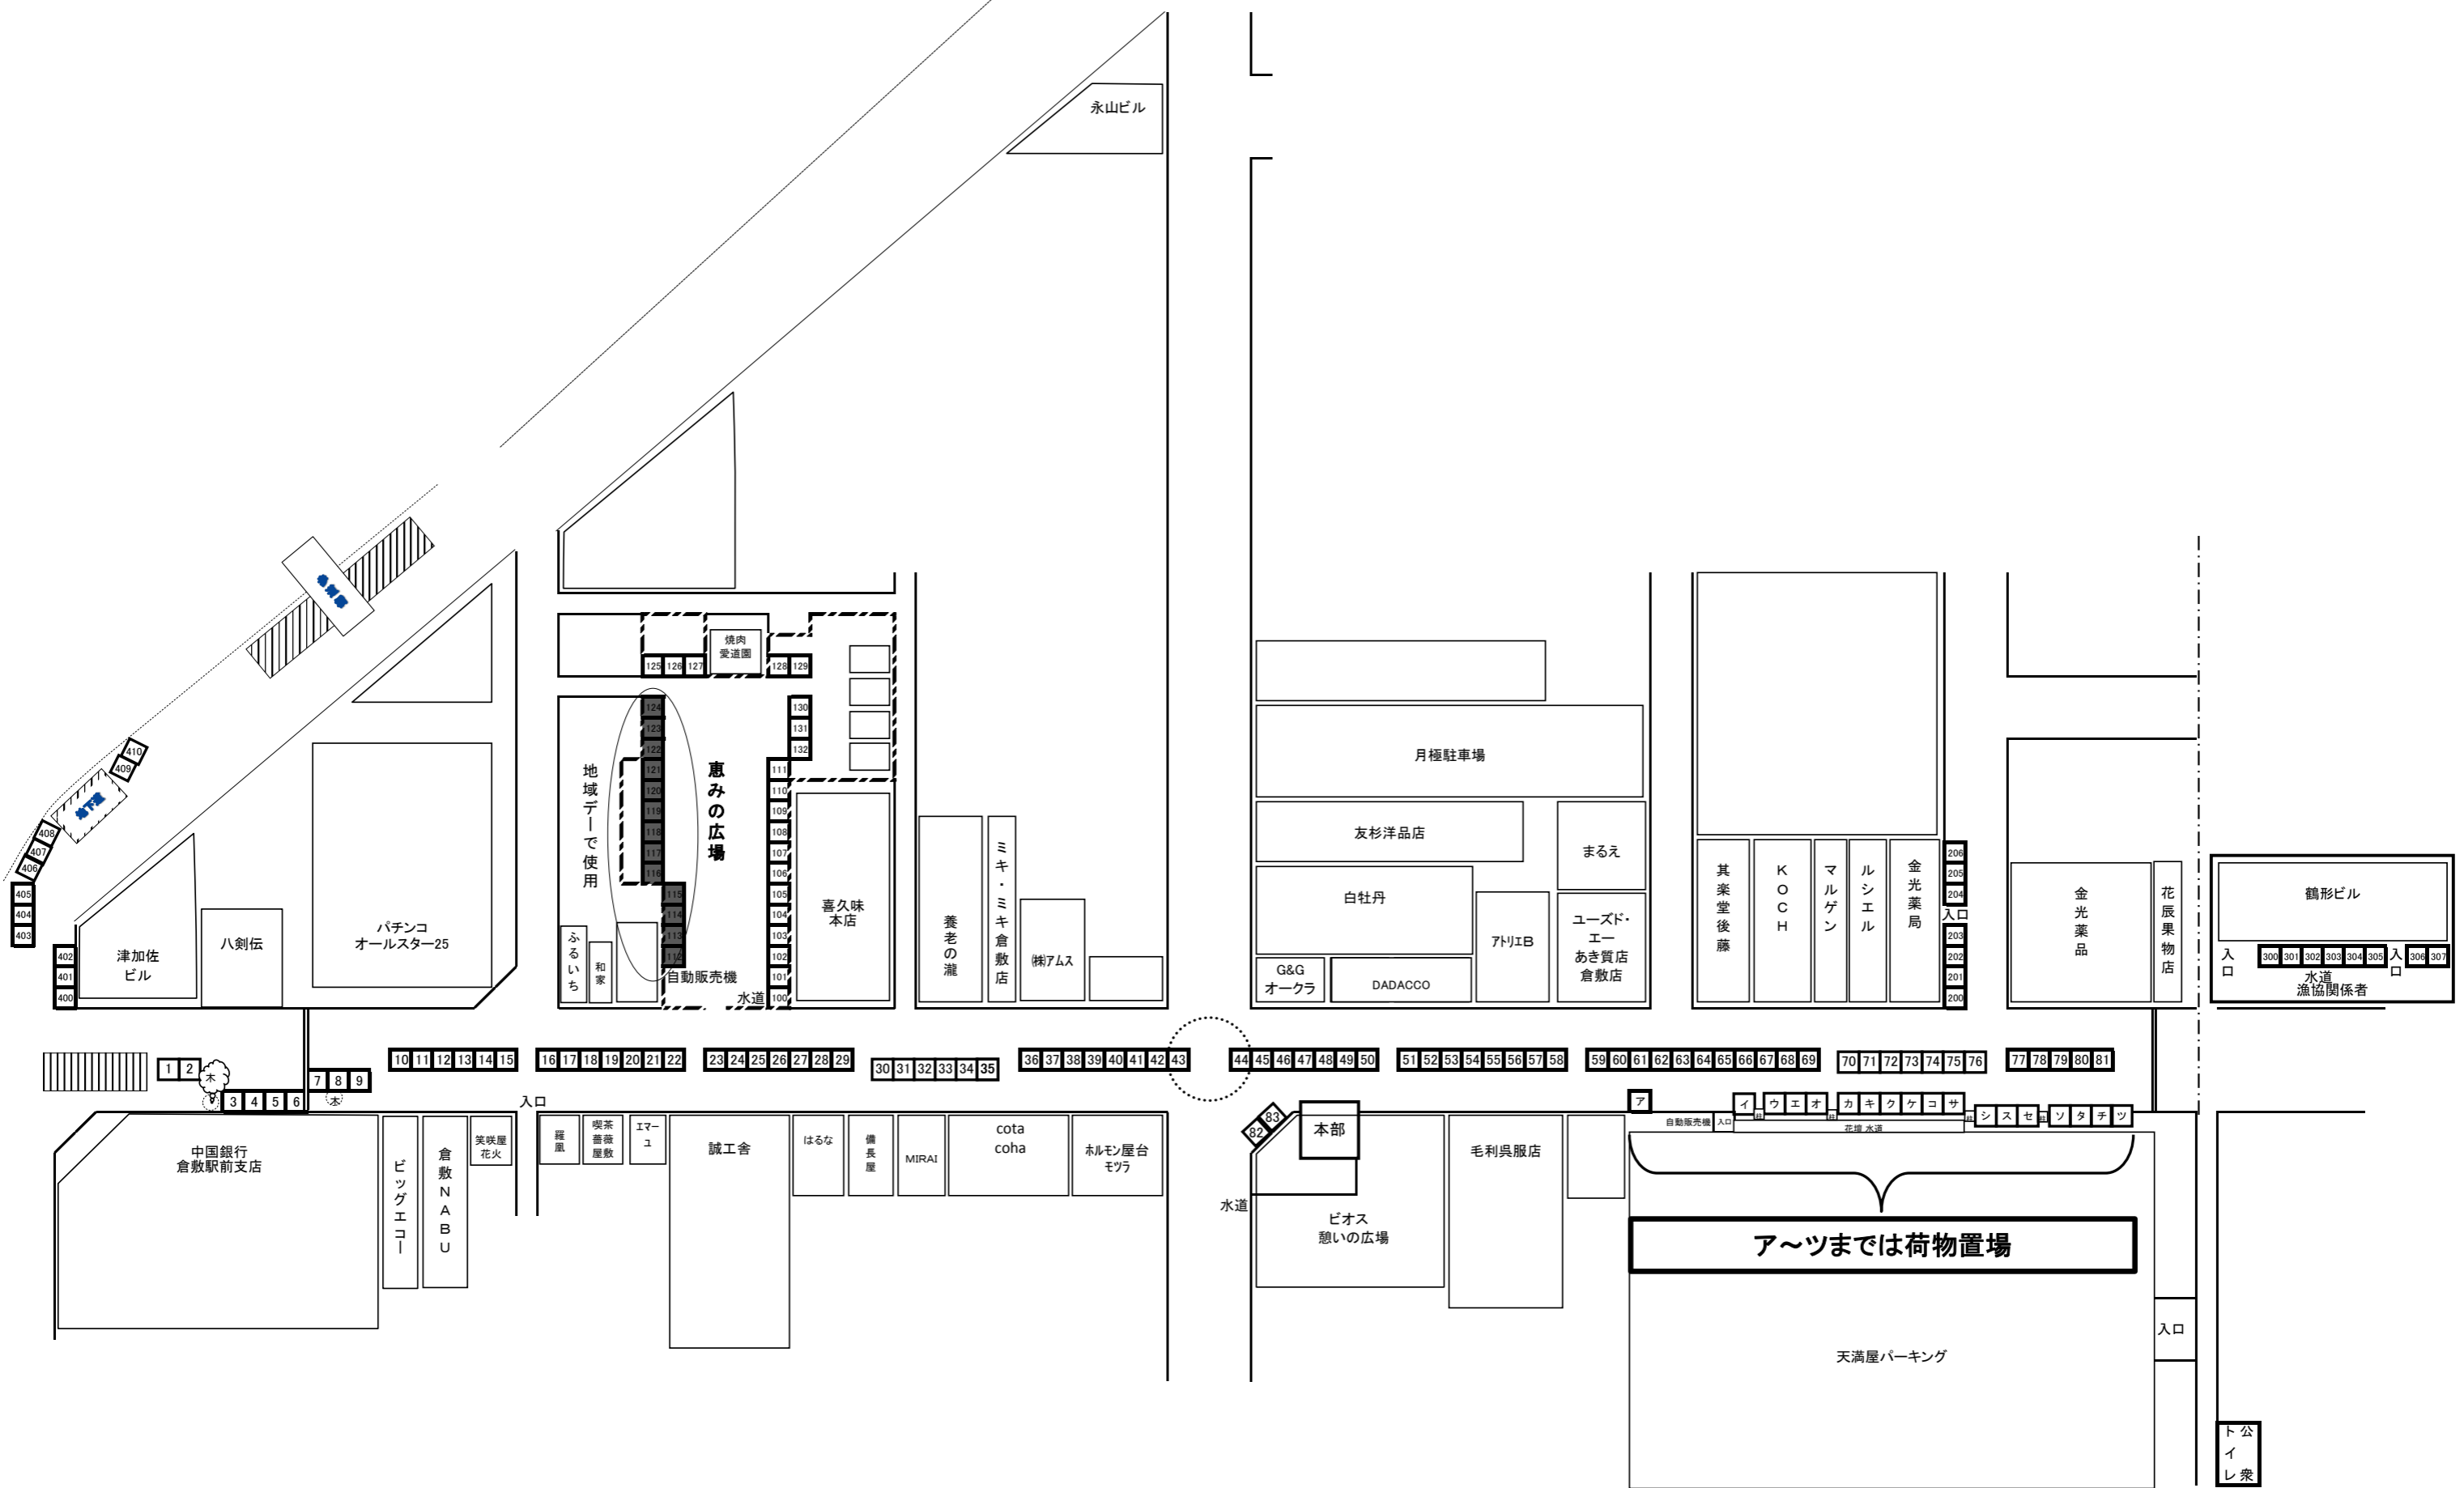 永山ビル
焼肉
愛道園
125 126 127
128 129
124
123
122
121
120
119
118
117
116
115
114
113
112
130
131
132
111
110
109
108
107
106
105
104
103
102
101
100
地域デーで使用
恵みの広場
自動販売機
水道
ふるいち
和家
喜久味
本店
養老の瀧
ミキ・ミキ倉敷店
㈱アムス
地下道
410
409
408
407
406
405
404
403
402
401
400
津加佐
ビル
八剣伝
パチンコ
オールスター25
月極駐車場
友杉洋品店
まるえ
白牡丹
アトリエB
ユーズド・
エー
あき質店
倉敷店
G&G
オークラ
DADACCO
其楽堂後藤
KOCH
マルゲン
ルシエル
金光薬局
206
205
204
入口
203
202
201
200
金光薬品
花辰果物店
鶴形ビル
入口
300 301 302 303 304 305
入口
306 307
水道
漁協関係者
1 2
木
3 4 5 6
7 8 9
木
10 11 12 13 14 15
16 17 18 19 20 21 22
23 24 25 26 27 28 29
30 31 32 33 34 35
36 37 38 39 40 41 42 43
44 45 46 47 48 49 50
51 52 53 54 55 56 57 58
59 60 61 62 63 64 65 66 67 68 69
70 71 72 73 74 75 76
77 78 79 80 81
入口
82 83
本部
ア
イ
ウ エ オ
カ キ ク ケ コ サ
シ ス セ
ソ タ チ ツ
自動販売機
入口
花壇 水道
中国銀行
倉敷駅前支店
ビッグエコー
倉敷NABU
笑咲屋
花火
羅風
喫茶
薔薇
屋敷
エマー
ユ
誠工舎
はるな
備長屋
MIRAI
cota
coha
ホルモン屋台
モツラ
水道
ビオス
憩いの広場
毛利呉服店
ア～ツまでは荷物置場
天満屋パーキング
入口
公衆
トイレ